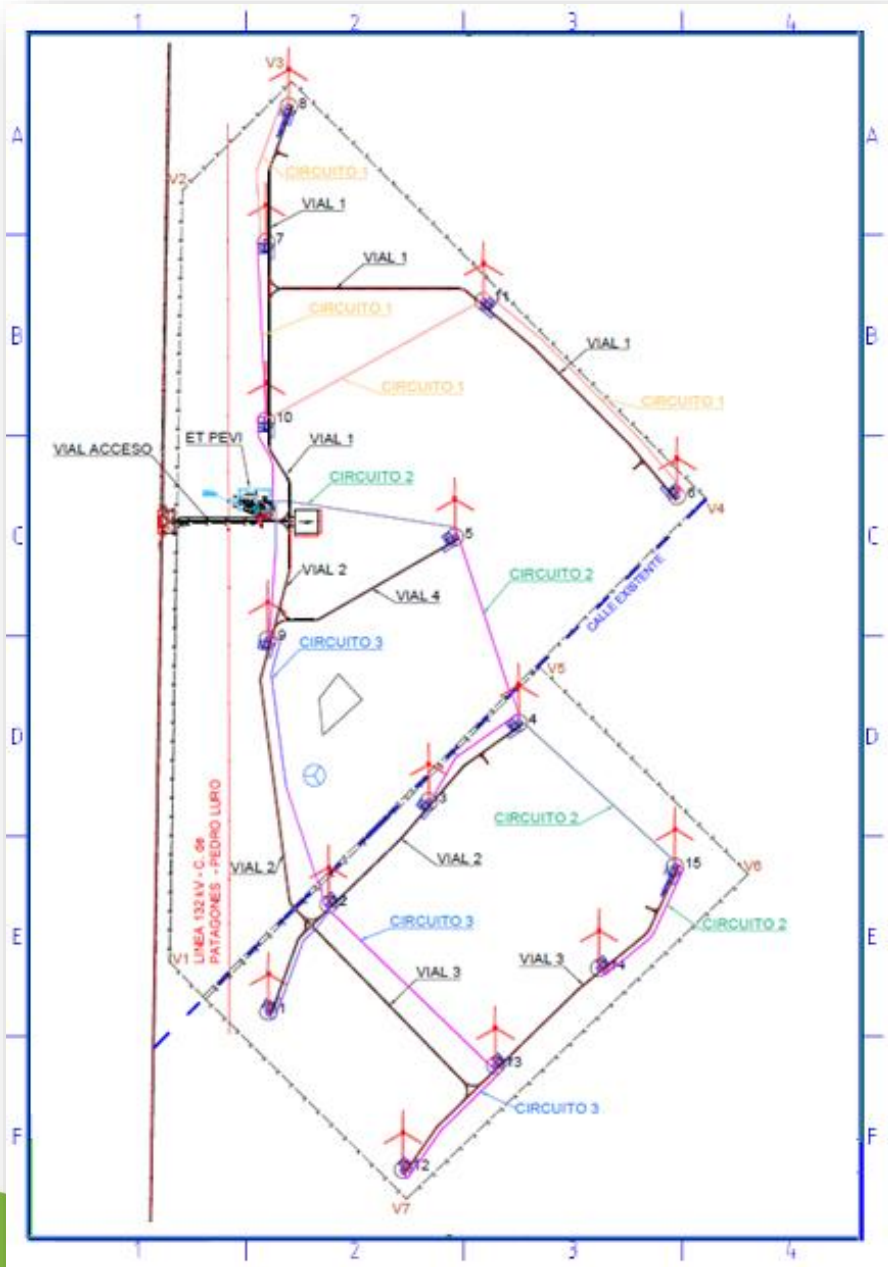 1 2 3 4
V3
8
A A
CIRCUITO 1
V2
VIAL 1
7
VIAL 1
CIRCUITO 1
B B
VIAL 1
CIRCUITO 1
CIRCUITO 1
10
ET PEVI
VIAL 1
VIAL ACCESO
CIRCUITO 2
6
V4
5
C C
VIAL 2
CIRCUITO 2
VIAL 4
CALLE EXISTENTE
9
CIRCUITO 3
V5
4
D D
3
CIRCUITO 2
LINEA 132 kV - C. de
PATAGONES - PEDRO LURO
VIAL 2
VIAL 2
15
V6
2
CIRCUITO 3
CIRCUITO 2
E E
V1
VIAL 3
VIAL 3
14
1
13
CIRCUITO 3
F F
12
V7
1 2 3 4